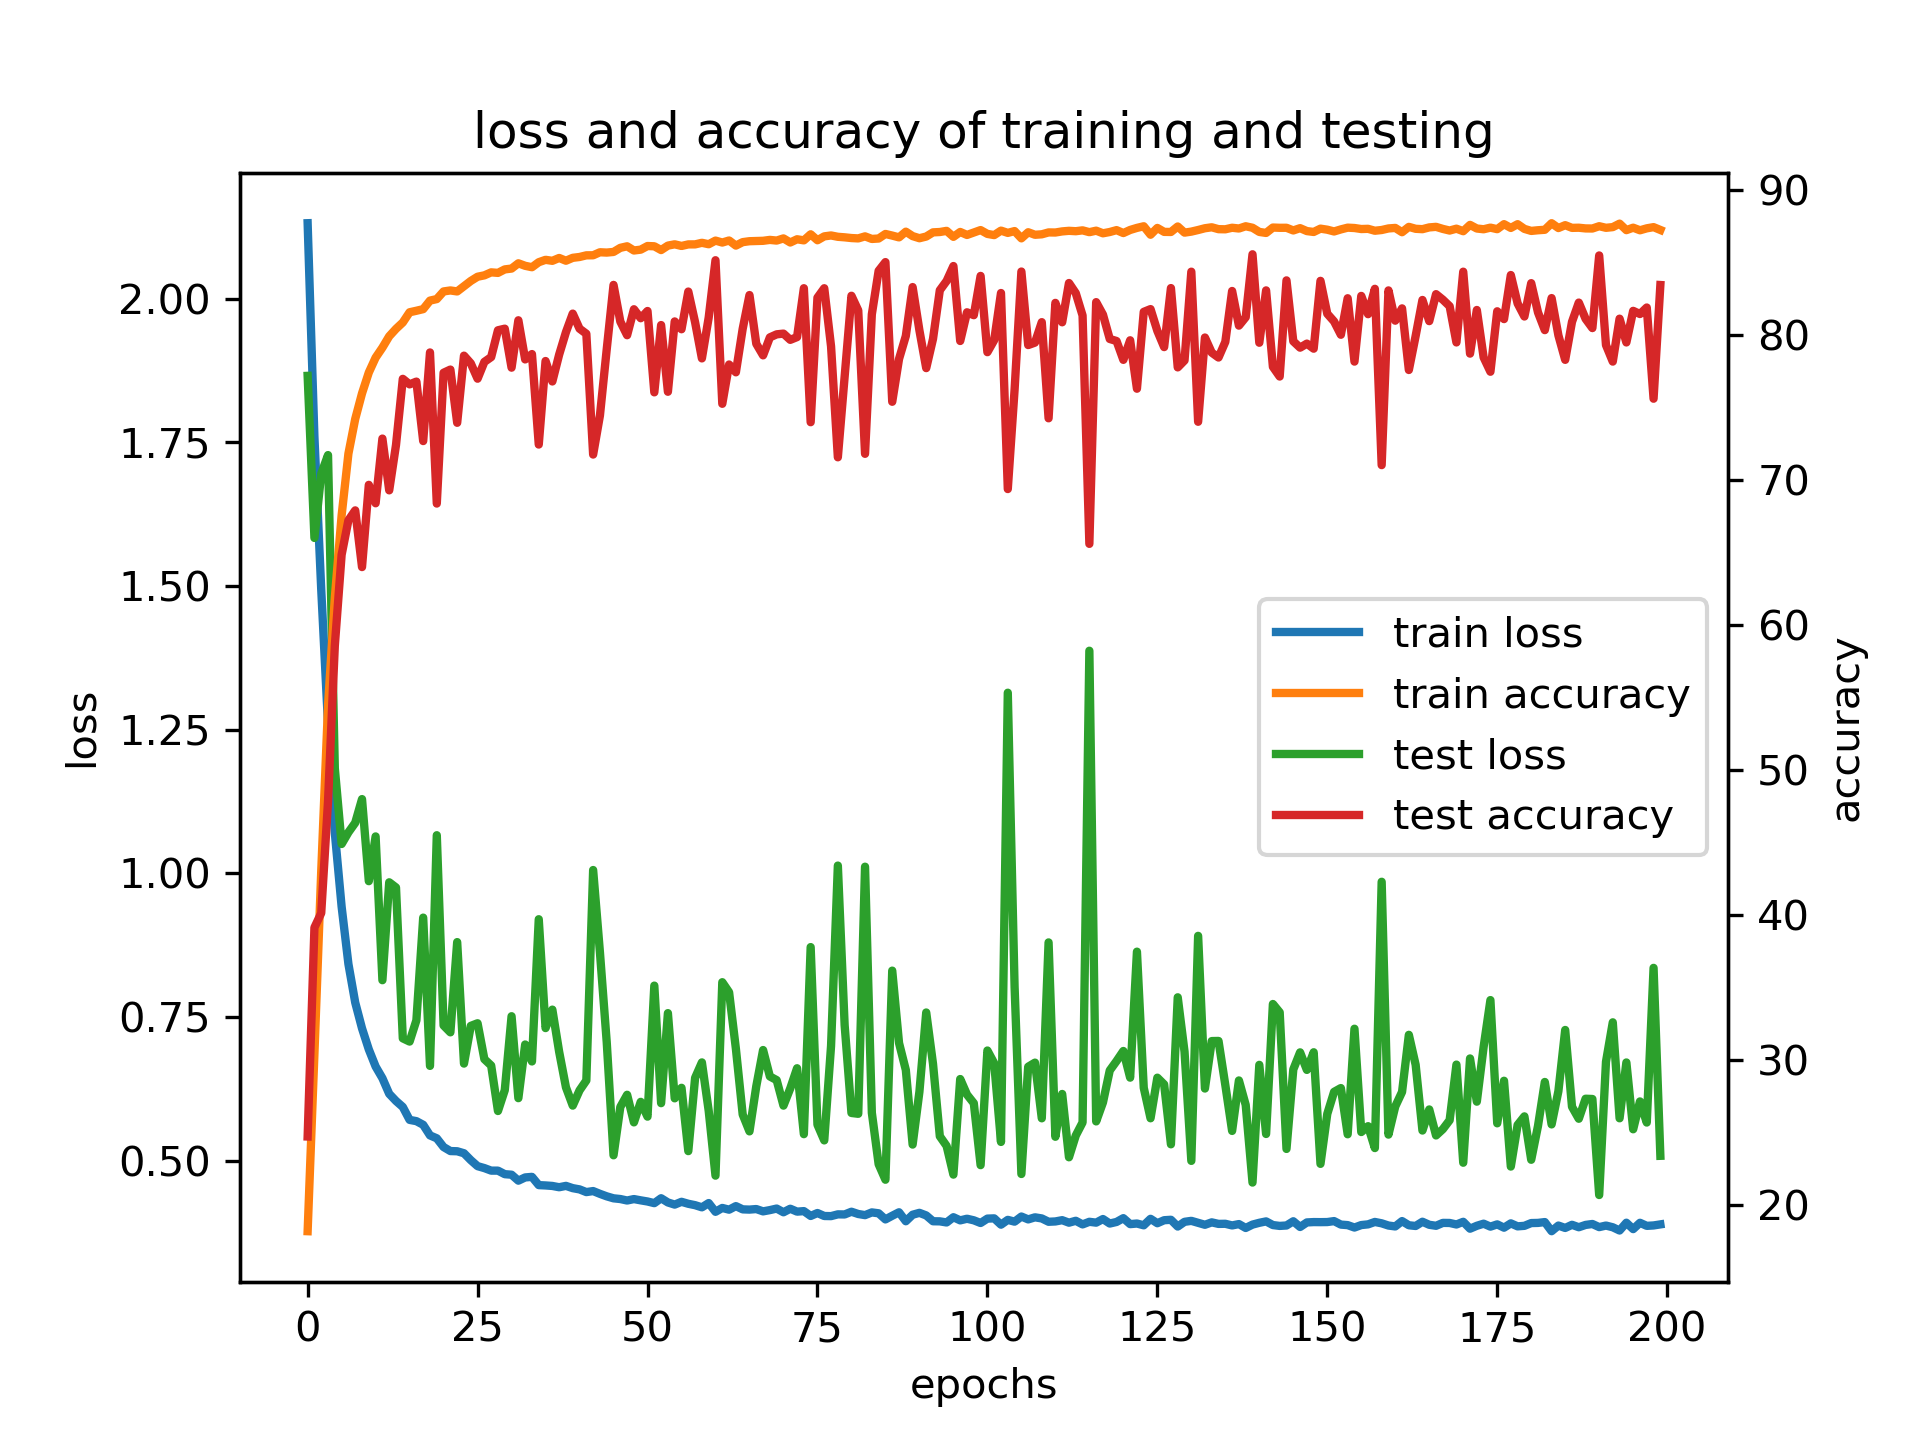 loss and accuracy of training and testing
2.00
1.75
1.50
1.25
1.00
0.75
0.50
loss
90
80
70
60
50
40
30
20
accuracy
train loss
train accuracy
test loss
test accuracy
0 25 50 75 100 125 150 175 200
epochs